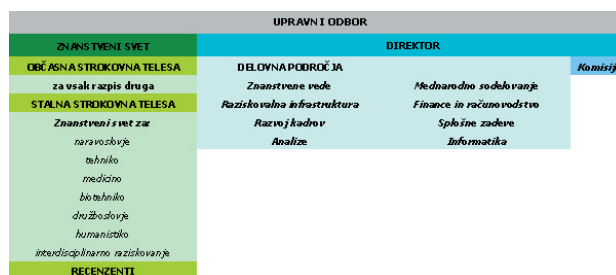 UPRAVNI ODBOR
ZNANSTVENI SVET
DIREKTOR
OBČASNA STROKOVNA TELESA
DELOVNA PODROČJA
Komisij
za vsak razpis druga
Znanstvene vede
Mednarodno sodelovanje
STALNA STROKOVNA TELESA
Raziskovalna infrastruktura
Finance in računovodstvo
Znanstveni svet za:
Razvoj kadrov
Splošne zadeve
naravoslovje
Analize
Informatika
tehniko
medicino
biotehniko
družboslovje
humanistiko
interdisciplinarno raziskovanje
RECENZENTI